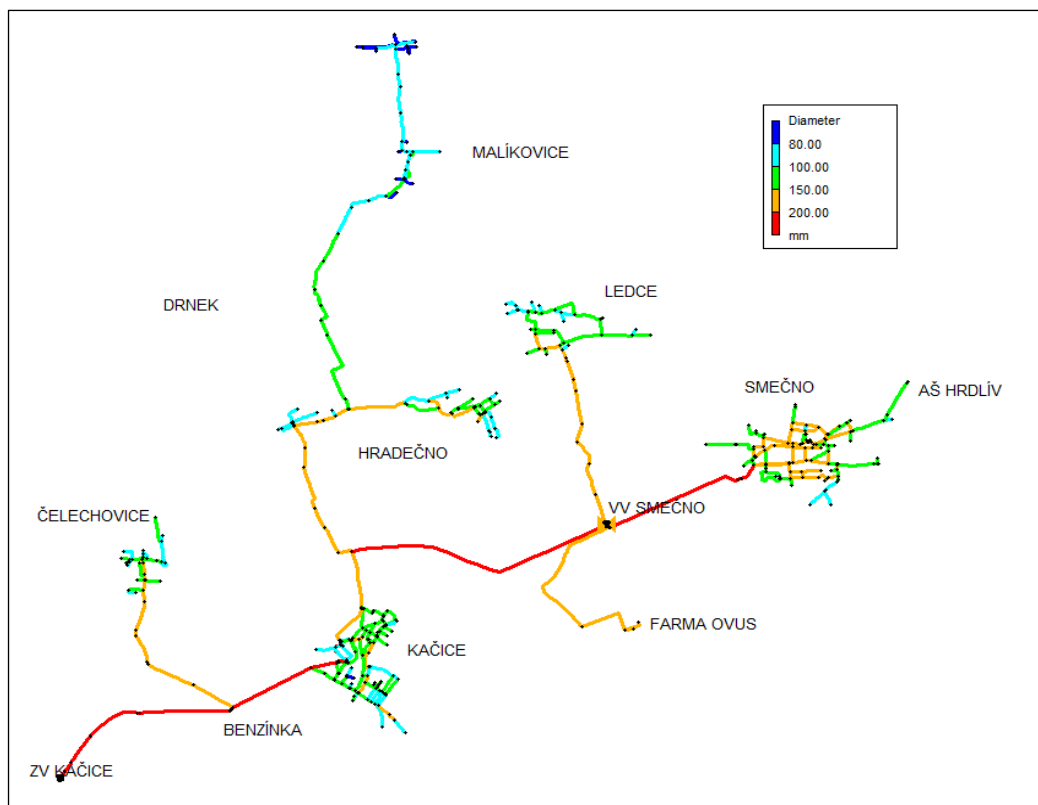 Diameter
80.00
100.00
150.00
200.00
mm
MALÍKOVICE
LEDCE
DRNEK
SMEČNO
AŠ HRDLÍV
HRADEČNO
VV SMEČNO
ČELECHOVICE
FARMA OVUS
KAČICE
BENZÍNKA
ZV KAČICE